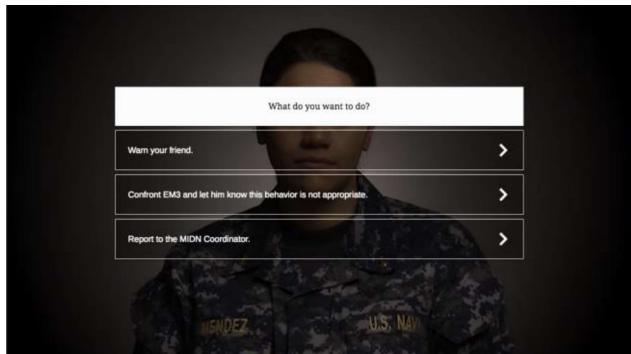 What do you want to do?
Warn your friend.
Confront EM3 and let him know this behavior is not appropriate.
Report to the MIDN Coordinator.
MENDEZ
U.S. NAVY